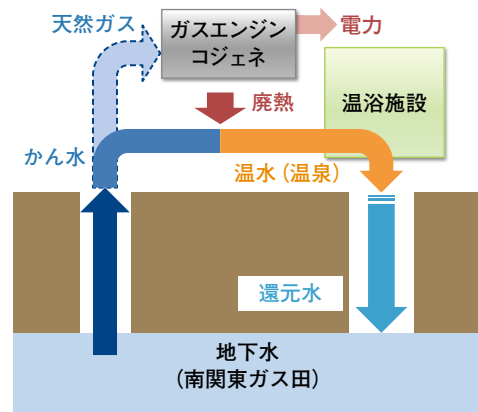 天然ガス
ガスエンジン
コジェネ
電力
廃熱
温浴施設
かん水
温水（温泉）
還元水
地下水
（南関東ガス田）